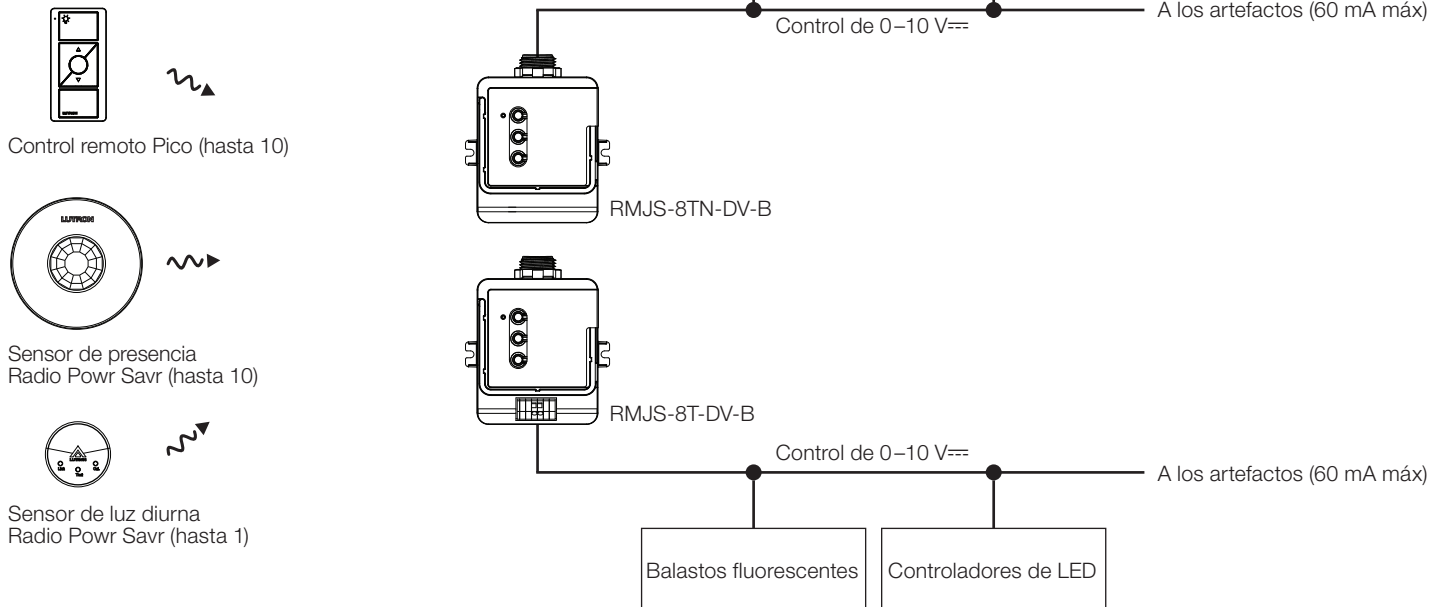 Control de 0–10 V⎓
A los artefactos (60 mA máx)
Control remoto Pico (hasta 10)
RMJS-8TN-DV-B
LUTRON
Sensor de presencia
Radio Powr Savr (hasta 10)
RMJS-8T-DV-B
Control de 0–10 V⎓
A los artefactos (60 mA máx)
LUTRON
Sensor de luz diurna
Radio Powr Savr (hasta 1)
Balastos fluorescentes
Controladores de LED